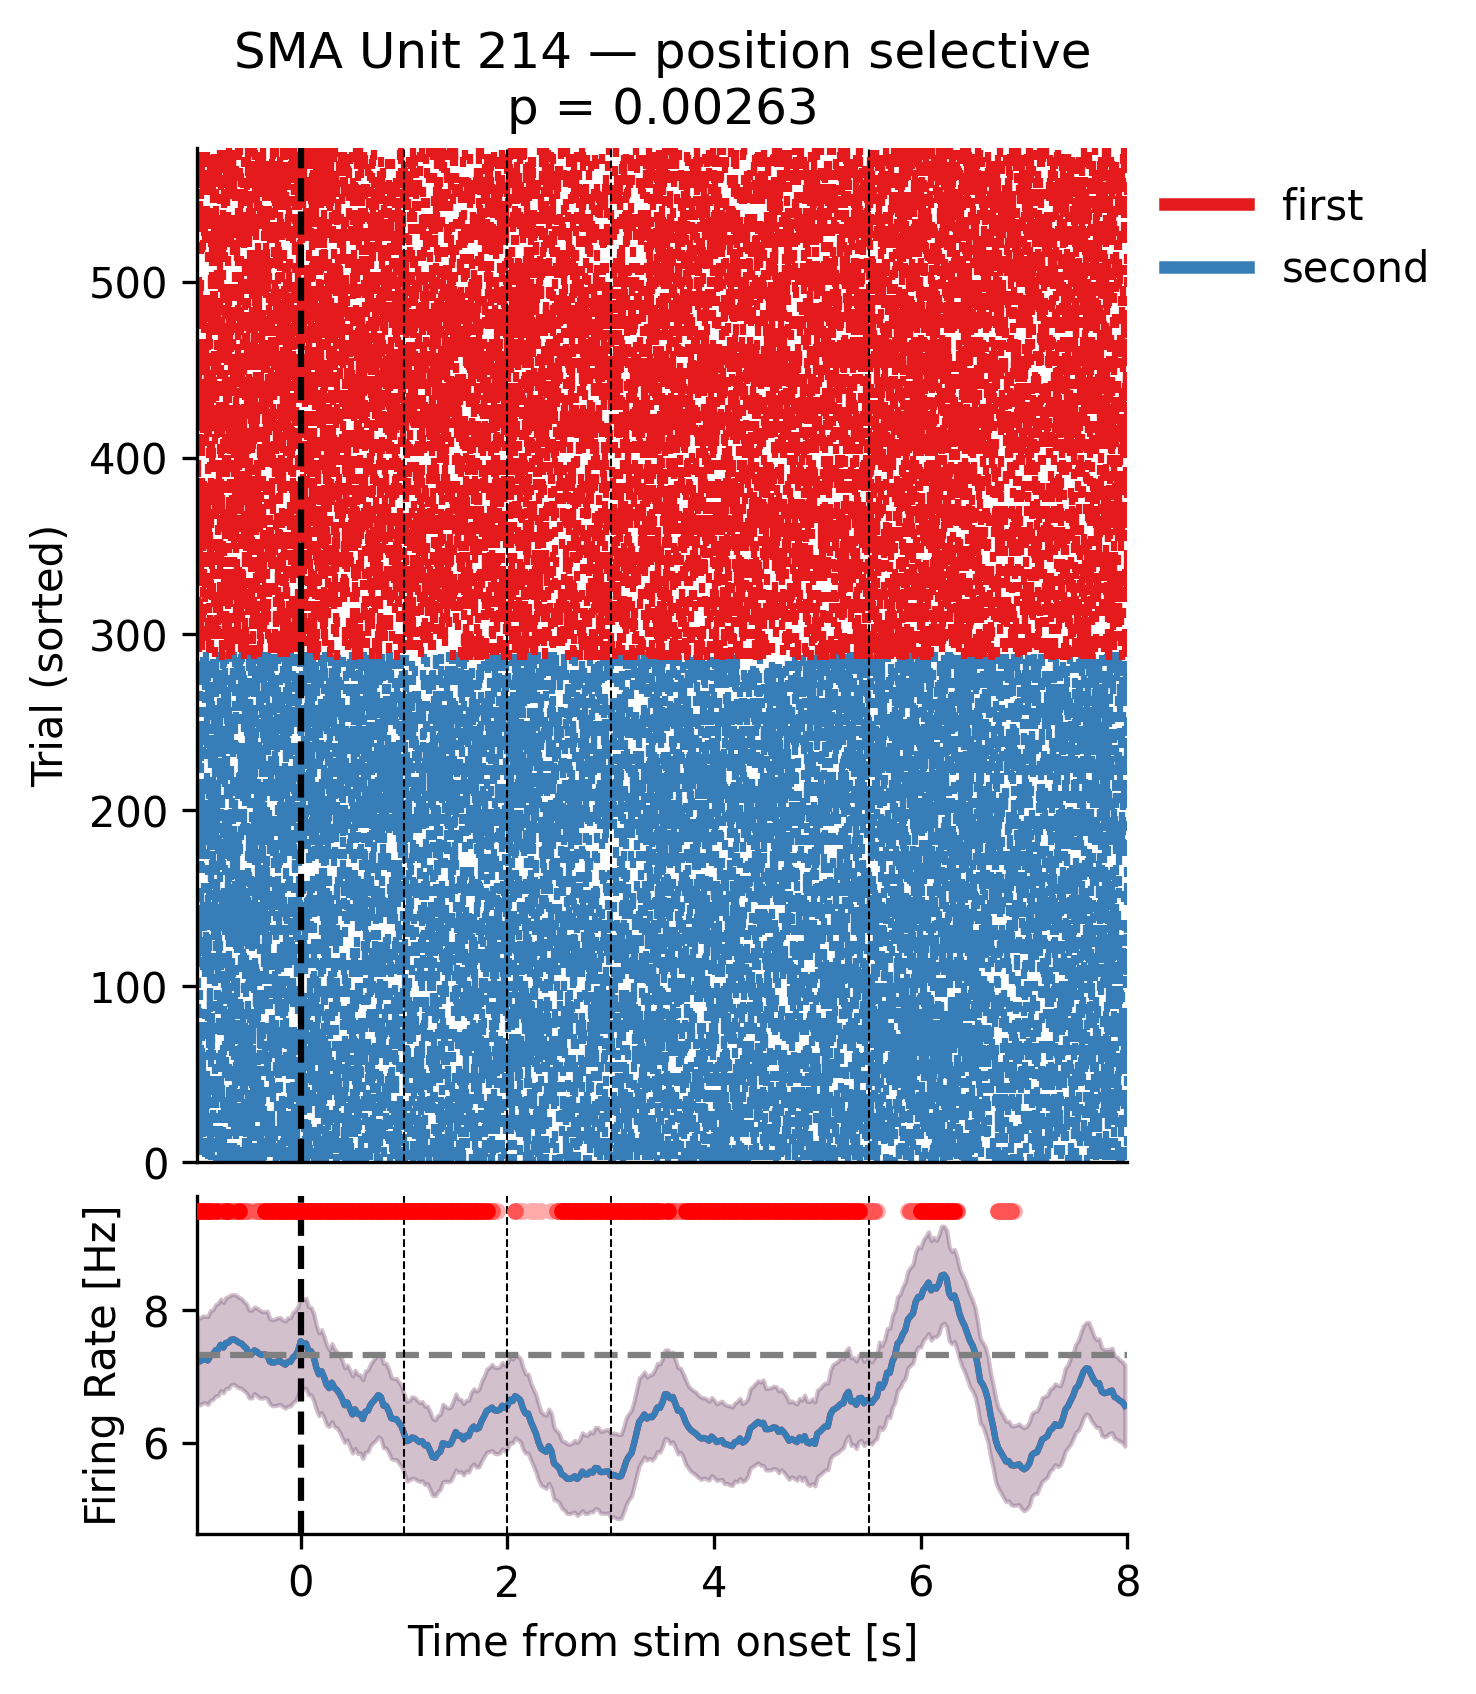 SMA Unit 214 — position selective
p = 0.00263
first
second
Trial (sorted)
500
400
300
200
100
0
Firing Rate [Hz]
8
6
0 2 4 6 8
Time from stim onset [s]